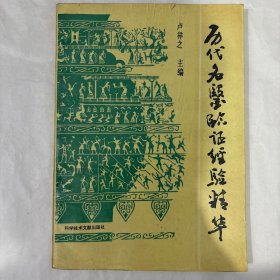 历代名医临证经验精华
卢祥之 主编
科学技术文献出版社